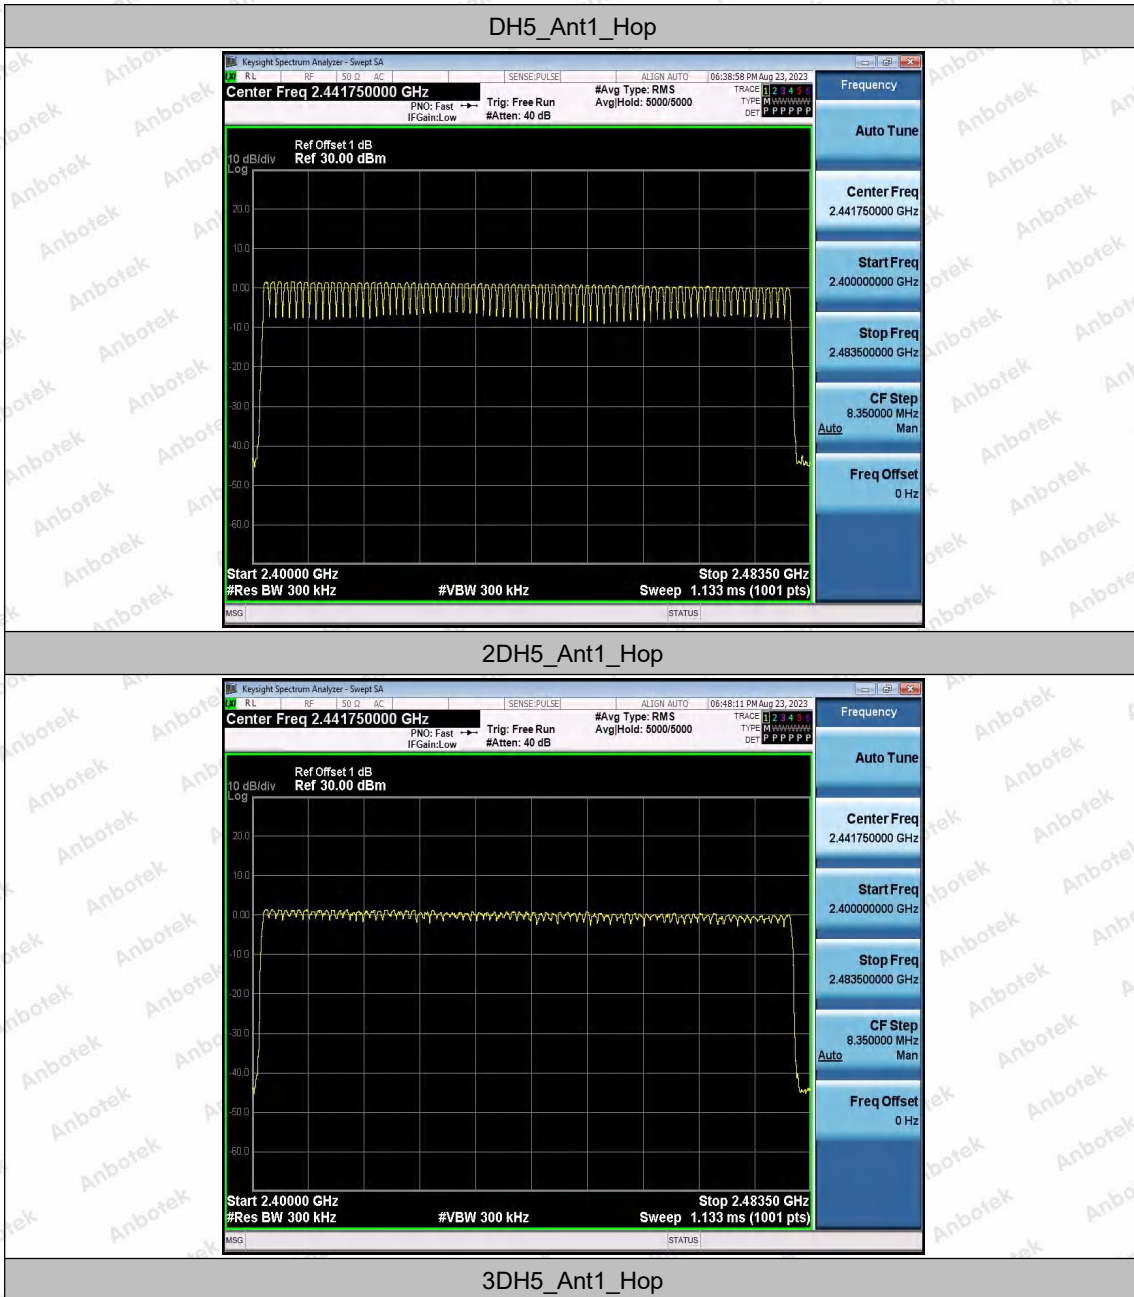 DH5_Ant1_Hop
Keysight Spectrum Analyzer - Swept SA
LXI RL RF 50 Ω AC SENSE:PULSE ALIGN AUTO 06:38:58 PM Aug 23, 2023
Center Freq 2.441750000 GHz
PNO: Fast
IFGain:Low
Trig: Free Run
#Atten: 40 dB
#Avg Type: RMS
Avg|Hold: 5000/5000
TRACE 1 2 3 4 5 6
TYPE M WWWWW
DET P P P P P P
Ref Offset 1 dB
10 dB/div Ref 30.00 dBm
Log
20.0
10.0
0.00
-10.0
-20.0
-30.0
-40.0
-50.0
-60.0
Start 2.40000 GHz Stop 2.48350 GHz
#Res BW 300 kHz #VBW 300 kHz Sweep 1.133 ms (1001 pts)
MSG STATUS
Frequency
Auto Tune
Center Freq
2.441750000 GHz
Start Freq
2.400000000 GHz
Stop Freq
2.483500000 GHz
CF Step
8.350000 MHz
Auto Man
Freq Offset
0 Hz
2DH5_Ant1_Hop
Keysight Spectrum Analyzer - Swept SA
LXI RL RF 50 Ω AC SENSE:PULSE ALIGN AUTO 06:48:11 PM Aug 23, 2023
Center Freq 2.441750000 GHz
PNO: Fast
IFGain:Low
Trig: Free Run
#Atten: 40 dB
#Avg Type: RMS
Avg|Hold: 5000/5000
TRACE 1 2 3 4 5 6
TYPE M WWWWW
DET P P P P P P
Ref Offset 1 dB
10 dB/div Ref 30.00 dBm
Log
20.0
10.0
0.00
-10.0
-20.0
-30.0
-40.0
-50.0
-60.0
Start 2.40000 GHz Stop 2.48350 GHz
#Res BW 300 kHz #VBW 300 kHz Sweep 1.133 ms (1001 pts)
MSG STATUS
Frequency
Auto Tune
Center Freq
2.441750000 GHz
Start Freq
2.400000000 GHz
Stop Freq
2.483500000 GHz
CF Step
8.350000 MHz
Auto Man
Freq Offset
0 Hz
3DH5_Ant1_Hop
Anbotek